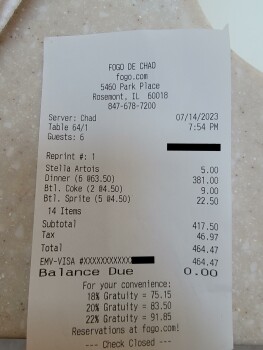 FOGO DE CHAO
fogo.com
5460 Park Place
Rosemont, IL 60018
847-678-7200
Server: Chad 07/14/2023
Table 64/1 7:54 PM
Guests: 6
Reprint #: 1
Stella Artois 5.00
Dinner (6 @63.50) 381.00
Btl. Coke (2 @4.50) 9.00
Btl. Sprite (5 @4.50) 22.50
14 Items
Subtotal 417.50
Tax 46.97
Total 464.47
EMV-VISA #XXXXXXXXXXX 464.47
Balance Due 0.00
For your convenience:
18% Gratuity = 75.15
20% Gratuity = 83.50
22% Gratuity = 91.85
Reservations at fogo.com!
--- Check Closed ---